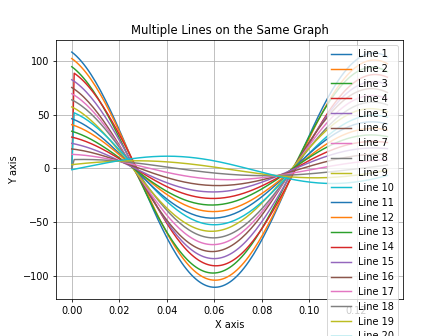 Multiple Lines on the Same Graph
Y axis
100
50
0
−50
−100
0.00
0.02
0.04
0.06
0.08
0.10
X axis
Line 1
Line 2
Line 3
Line 4
Line 5
Line 6
Line 7
Line 8
Line 9
Line 10
Line 11
Line 12
Line 13
Line 14
Line 15
Line 16
Line 17
Line 18
Line 19
Line 20